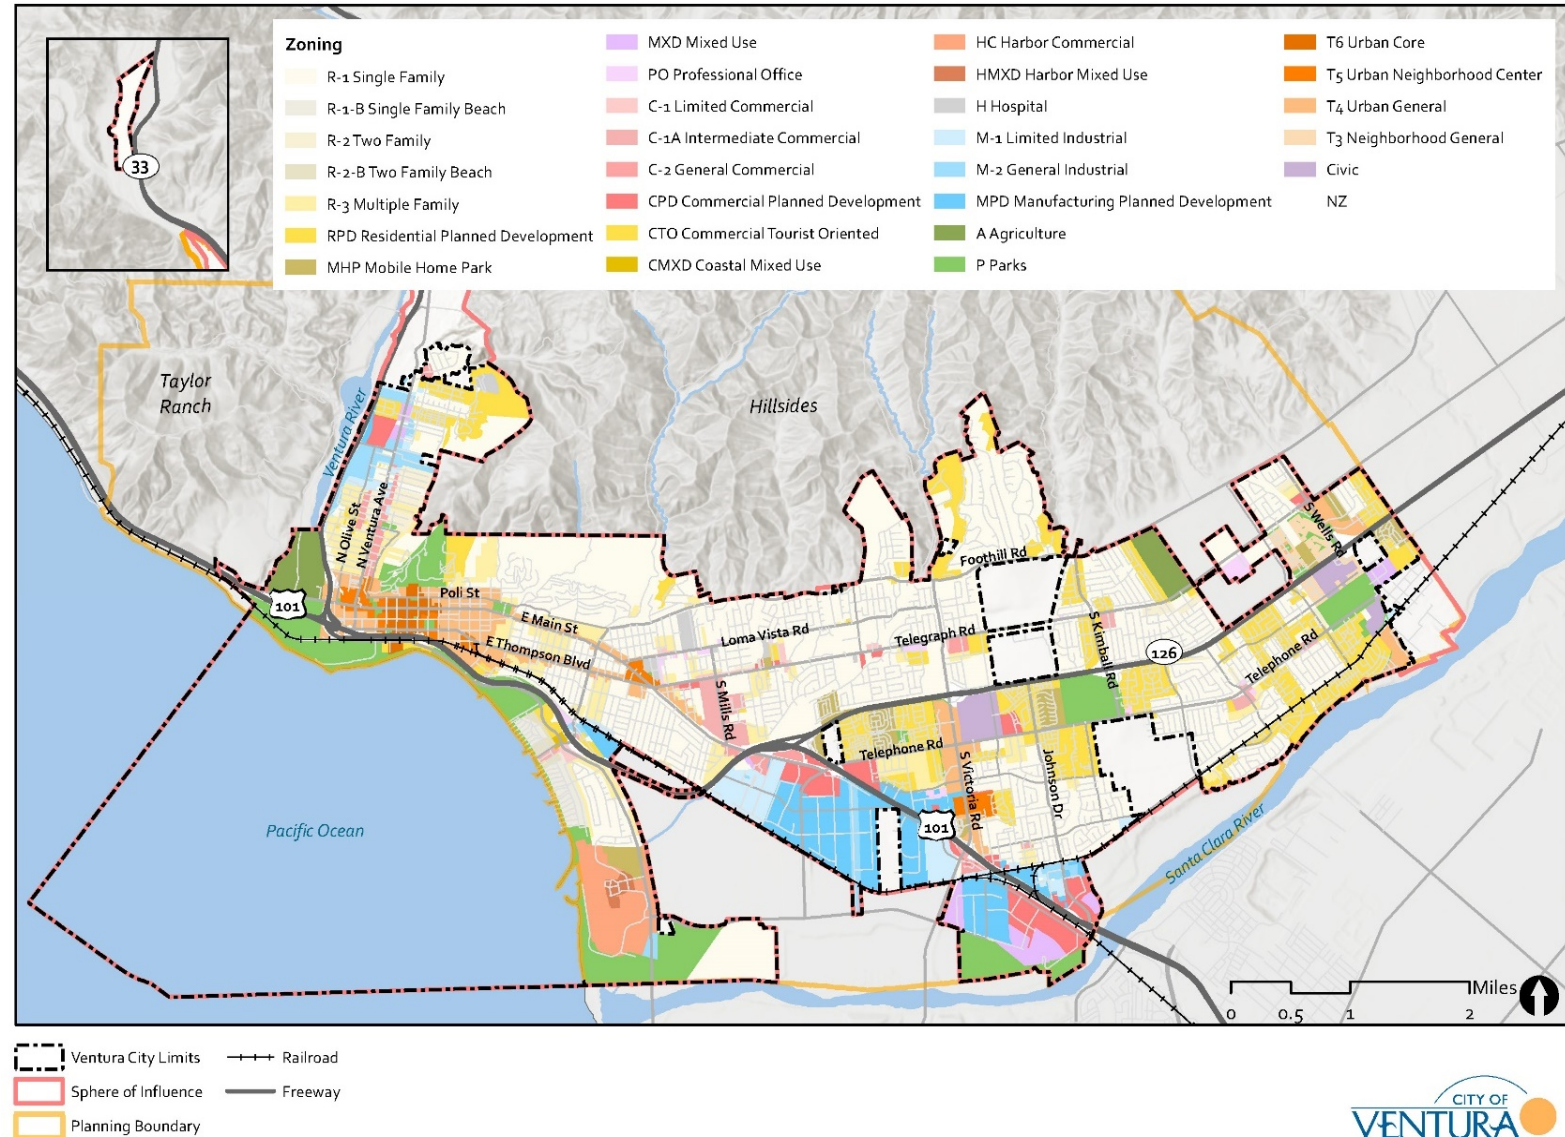 Zoning
R-1 Single Family
R-1-B Single Family Beach
R-2 Two Family
R-2-B Two Family Beach
R-3 Multiple Family
RPD Residential Planned Development
MHP Mobile Home Park
MXD Mixed Use
PO Professional Office
C-1 Limited Commercial
C-1A Intermediate Commercial
C-2 General Commercial
CPD Commercial Planned Development
CTO Commercial Tourist Oriented
CMXD Coastal Mixed Use
HC Harbor Commercial
HMXD Harbor Mixed Use
H Hospital
M-1 Limited Industrial
M-2 General Industrial
MPD Manufacturing Planned Development
A Agriculture
P Parks
T6 Urban Core
T5 Urban Neighborhood Center
T4 Urban General
T3 Neighborhood General
Civic
NZ
33
Taylor
Ranch
Ventura River
Hillsides
N Olive St
N Ventura Ave
S Wells Rd
Foothill Rd
101
Poli St
E Main St
E Thompson Blvd
Loma Vista Rd
Telegraph Rd
S Kimball Rd
126
Telephone Rd
S Mills Rd
Telephone Rd
S Victoria Rd
Johnson Dr
101
Pacific Ocean
Santa Clara River
Miles
0 0.5 1 2
Ventura City Limits
Railroad
Sphere of Influence
Freeway
Planning Boundary
CITY OF
VENTURA